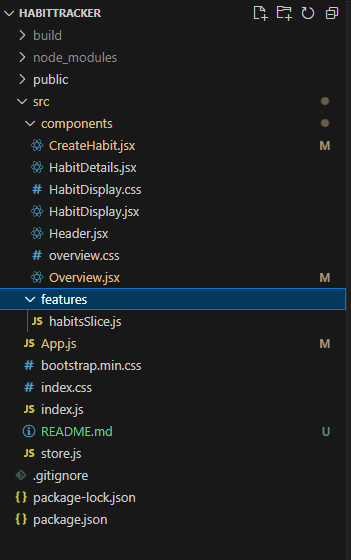 HABITTRACKER
build
node_modules
public
src
components
CreateHabit.jsx M
HabitDetails.jsx
# HabitDisplay.css
HabitDisplay.jsx
Header.jsx
# overview.css
Overview.jsx M
features
JS habitsSlice.js
JS App.js M
# bootstrap.min.css
# index.css
JS index.js
README.md U
JS store.js
.gitignore
{} package-lock.json
{} package.json